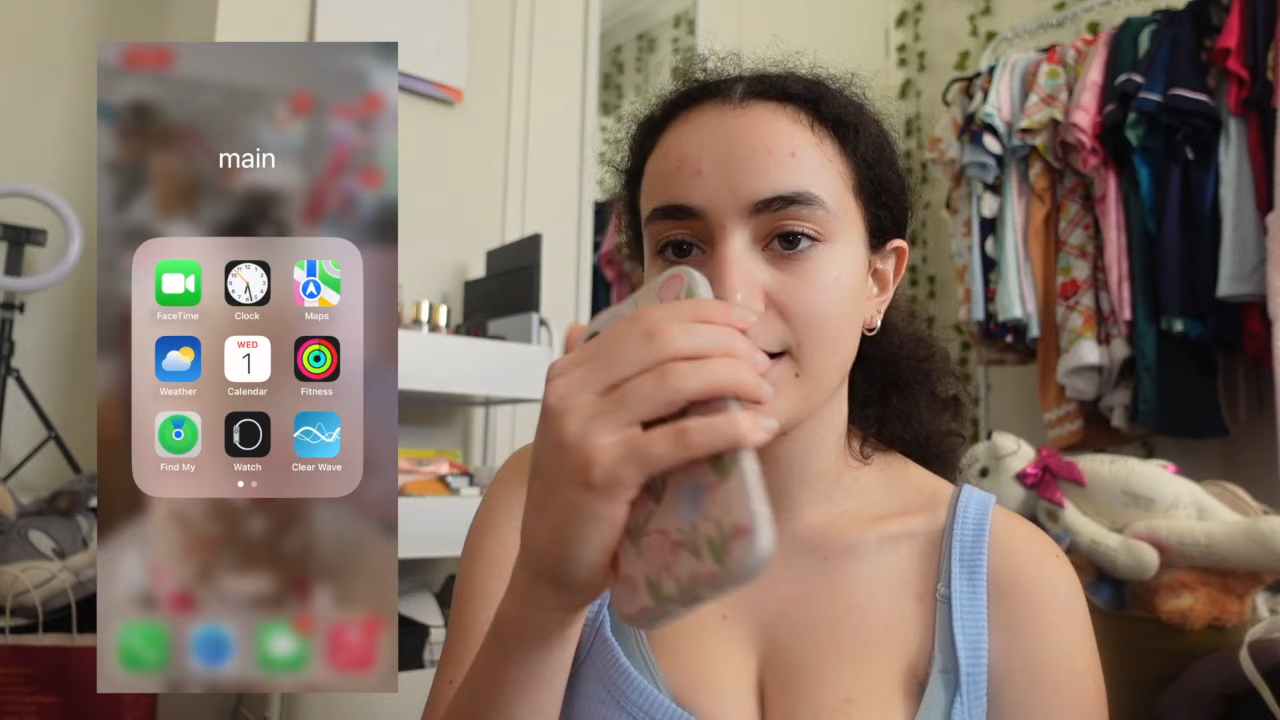 main
FaceTime
Clock
Maps
Weather
WED
1
Calendar
Fitness
Find My
Watch
Clear Wave